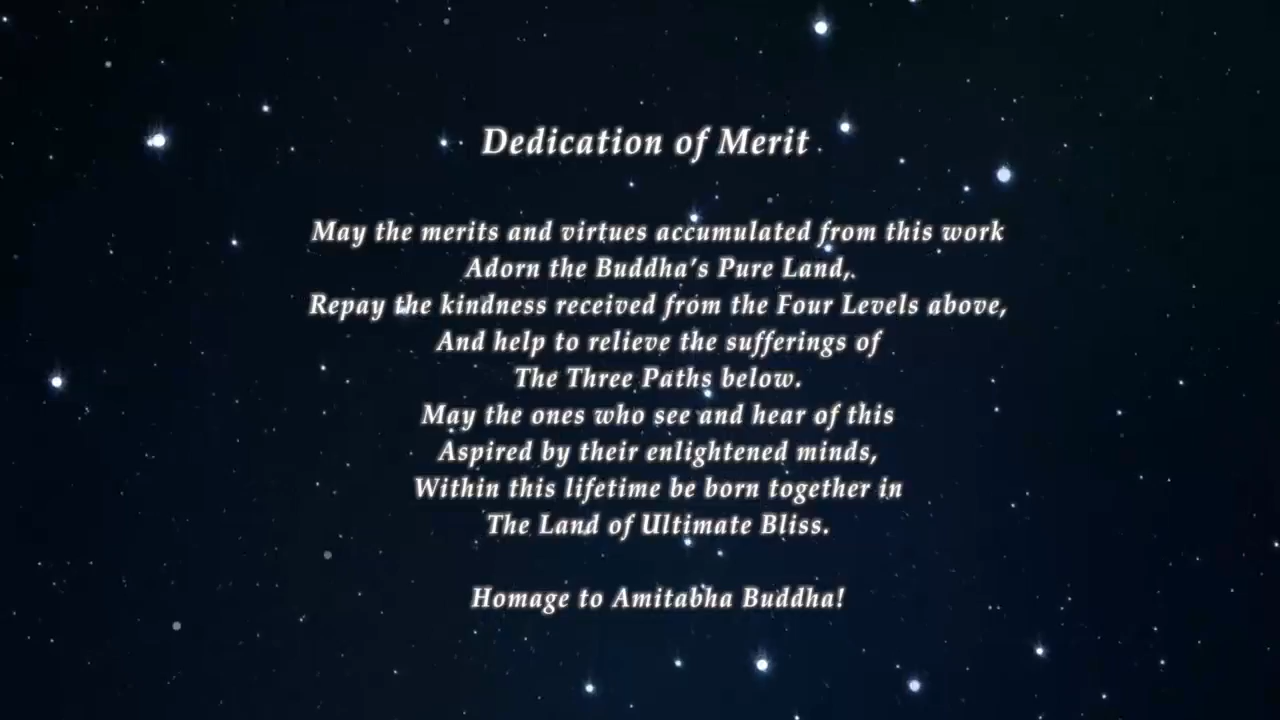 Dedication of Merit
May the merits and virtues accumulated from this work
Adorn the Buddha’s Pure Land,
Repay the kindness received from the Four Levels above,
And help to relieve the sufferings of
The Three Paths below.
May the ones who see and hear of this
Aspired by their enlightened minds,
Within this lifetime be born together in
The Land of Ultimate Bliss.
Homage to Amitabha Buddha!